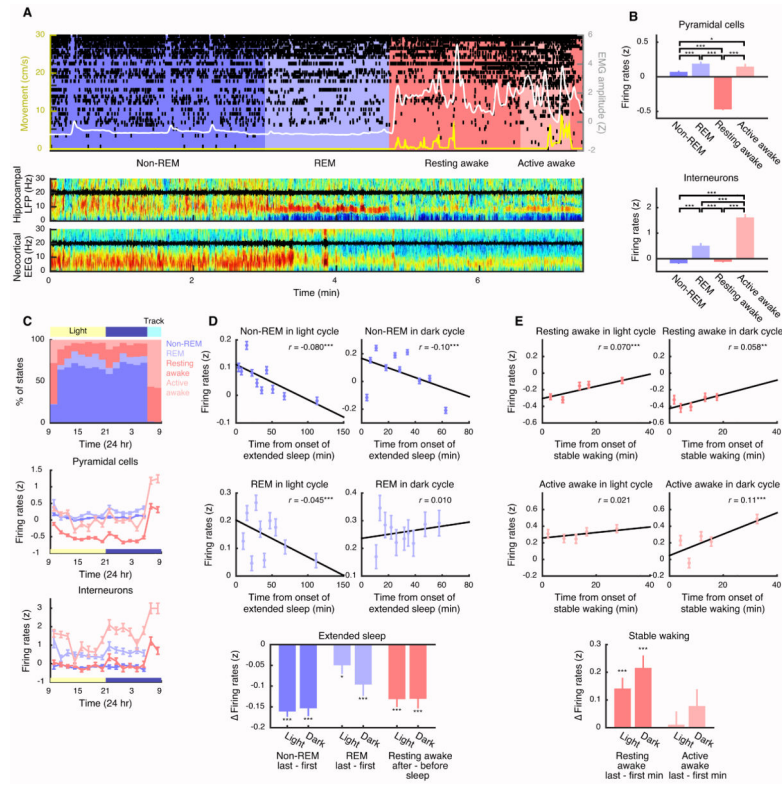 A
Movement cm/s
30
20
10
0
EMG amplitude (Z)
6
4
2
0
-2
Non-REM
REM
Resting awake
Active awake
Hippocampal
LFP (Hz)
30
20
10
0
Neocortical
EEG (Hz)
30
20
10
0
0
2
4
6
Time (min)
B
Pyramidal cells
Firing rates (z)
0.5
0
-0.5
*
***
*** *** ***
Non-REM
REM
Resting awake
Active awake
Interneurons
Firing rates (z)
4
3
2
1
0
-1
***
***
*** *** ***
Non-REM
REM
Resting awake
Active awake
C
Light
Track
% of states
100
50
0
Non-REM
REM
Resting
awake
Active
awake
9 15 21 3 9
Time (24 hr)
Pyramidal cells
Firing rates (z)
1.5
1
0.5
0
-0.5
-1
9 15 21 3 9
Time (24 hr)
Interneurons
Firing rates (z)
3
2
1
0
-1
9 15 21 3 9
Time (24 hr)
D
Non-REM in light cycle
r = -0.080***
Firing rates (z)
0.2
0.1
0
-0.1
0 50 100 150
Time from onset of
extended sleep (min)
Non-REM in dark cycle
r = -0.10***
0.2
0
-0.2
0 20 40 60 80
Time from onset of
extended sleep (min)
REM in light cycle
r = -0.045***
Firing rates (z)
0.3
0.2
0.1
0
0 50 100 150
Time from onset of
extended sleep (min)
REM in dark cycle
r = 0.010
0.4
0.3
0.2
0.1
0 20 40 60 80
Time from onset of
extended sleep (min)
Extended sleep
Δ Firing rates (z)
0
-0.05
-0.1
-0.15
-0.2
***
***
*
***
***
***
Light
Dark
Light
Dark
Light
Dark
Non-REM
last - first
REM
last - first
Resting awake
after - before
sleep
E
Resting awake in light cycle
r = 0.070***
Firing rates (z)
0.4
0.2
0
-0.2
-0.4
0 20 40
Time from onset of
stable waking (min)
Resting awake in dark cycle
r = 0.058**
0.4
0.2
0
-0.2
-0.4
0 20 40
Time from onset of
stable waking (min)
Active awake in light cycle
r = 0.021
Firing rates (z)
0.6
0.4
0.2
0
0 20 40
Time from onset of
stable waking (min)
Active awake in dark cycle
r = 0.11***
0.6
0.4
0.2
0
0 20 40
Time from onset of
stable waking (min)
Stable waking
Δ Firing rates (z)
0.3
0.2
0.1
0
***
***
Light
Dark
Light
Dark
Resting
awake
last - first min
Active
awake
last - first min